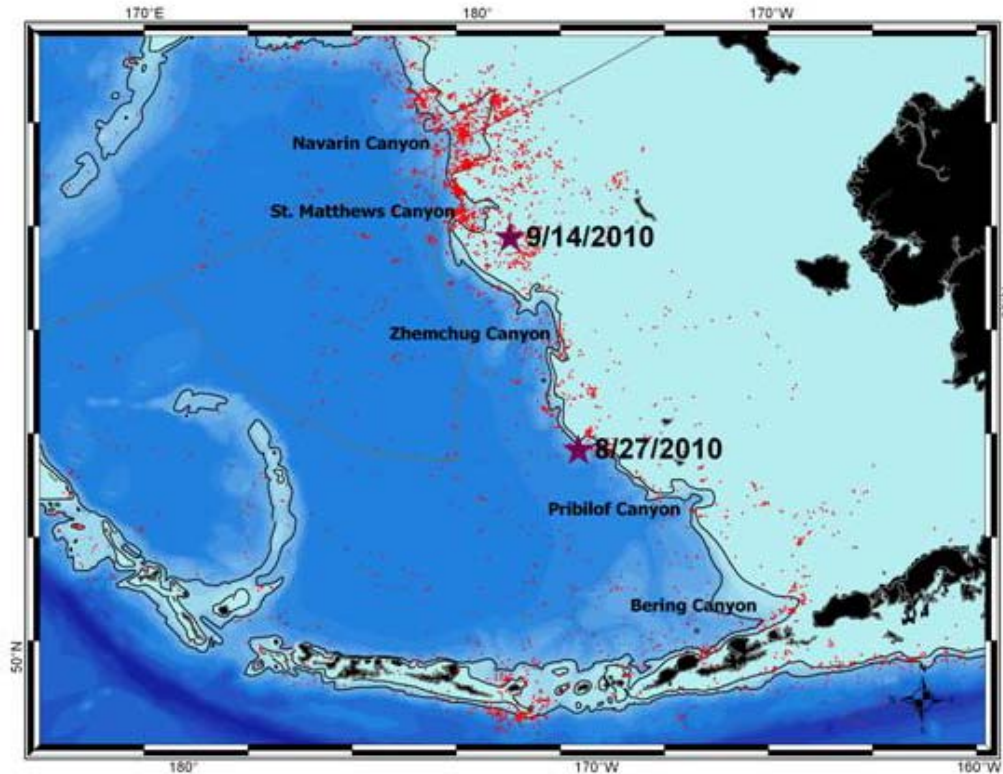 170°E 180° 170°W
Navarin Canyon
St. Matthews Canyon
9/14/2010
Zhemchug Canyon
8/27/2010
Pribilof Canyon
Bering Canyon
50°N
180° 170°W 160°W